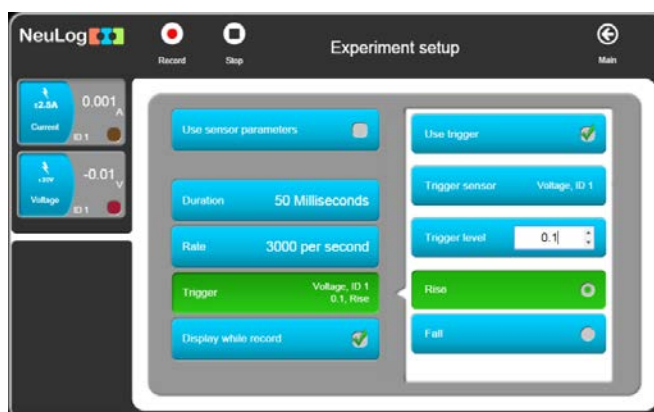 NeuLog
Record
Stop
Experiment setup
Main
±2.5A
0.001
A
Current
ID 1
-0.01
V
Voltage
ID 1
Use sensor parameters
Duration 50 Milliseconds
Rate 3000 per second
Trigger Voltage, ID 1
0.1, Rise
Display while record
Use trigger
Trigger sensor Voltage, ID 1
Trigger level 0.1
Rise
Fall